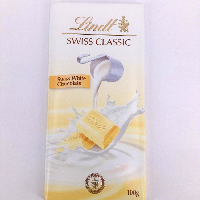 Lindt
SWISS CLASSIC
Swiss White
Chocolate
100g